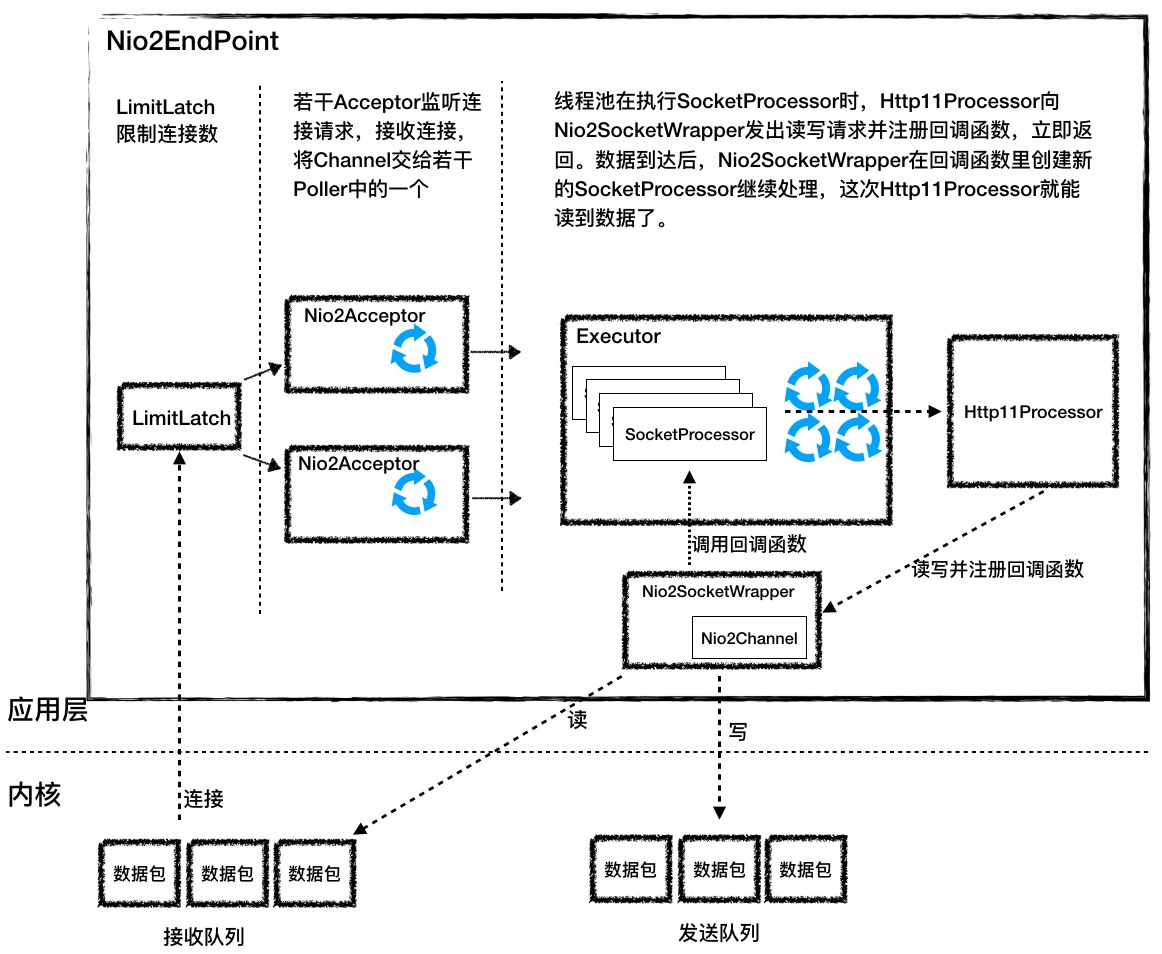 Nio2EndPoint
LimitLatch
限制连接数
若干Acceptor监听连
接请求，接收连接，
将Channel交给若干
Poller中的一个
线程池在执行SocketProcessor时，Http11Processor向
Nio2SocketWrapper发出读写请求并注册回调函数，立即返
回。数据到达后，Nio2SocketWrapper在回调函数里创建新
的SocketProcessor继续处理，这次Http11Processor就能
读到数据了。
Nio2Acceptor
Executor
LimitLatch
SocketProcessor
Http11Processor
Nio2Acceptor
调用回调函数
读写并注册回调函数
Nio2SocketWrapper
Nio2Channel
应用层
读
写
内核
连接
数据包
数据包
数据包
数据包
数据包
数据包
接收队列
发送队列